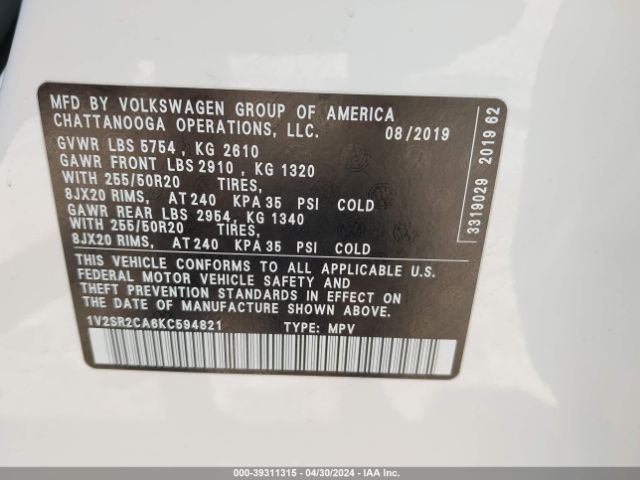 MFD BY VOLKSWAGEN GROUP OF AMERICA
CHATTANOOGA OPERATIONS, LLC. 08/2019
GVWR LBS 5754 , KG 2610
GAWR FRONT LBS 2910 , KG 1320
WITH 255/50R20 TIRES,
8JX20 RIMS, AT 240 KPA 35 PSI COLD
GAWR REAR LBS 2954, KG 1340
WITH 255/50R20 TIRES,
8JX20 RIMS, AT 240 KPA 35 PSI COLD
THIS VEHICLE CONFORMS TO ALL APPLICABLE U.S.
FEDERAL MOTOR VEHICLE SAFETY AND
THEFT PREVENTION STANDARDS IN EFFECT ON
THE DATE OF MANUFACTURE SHOWN ABOVE.
1V2SR2CA6KC594821 TYPE: MPV
3319029 2019 62
000-39311315 - 04/30/2024 - IAAI.COM